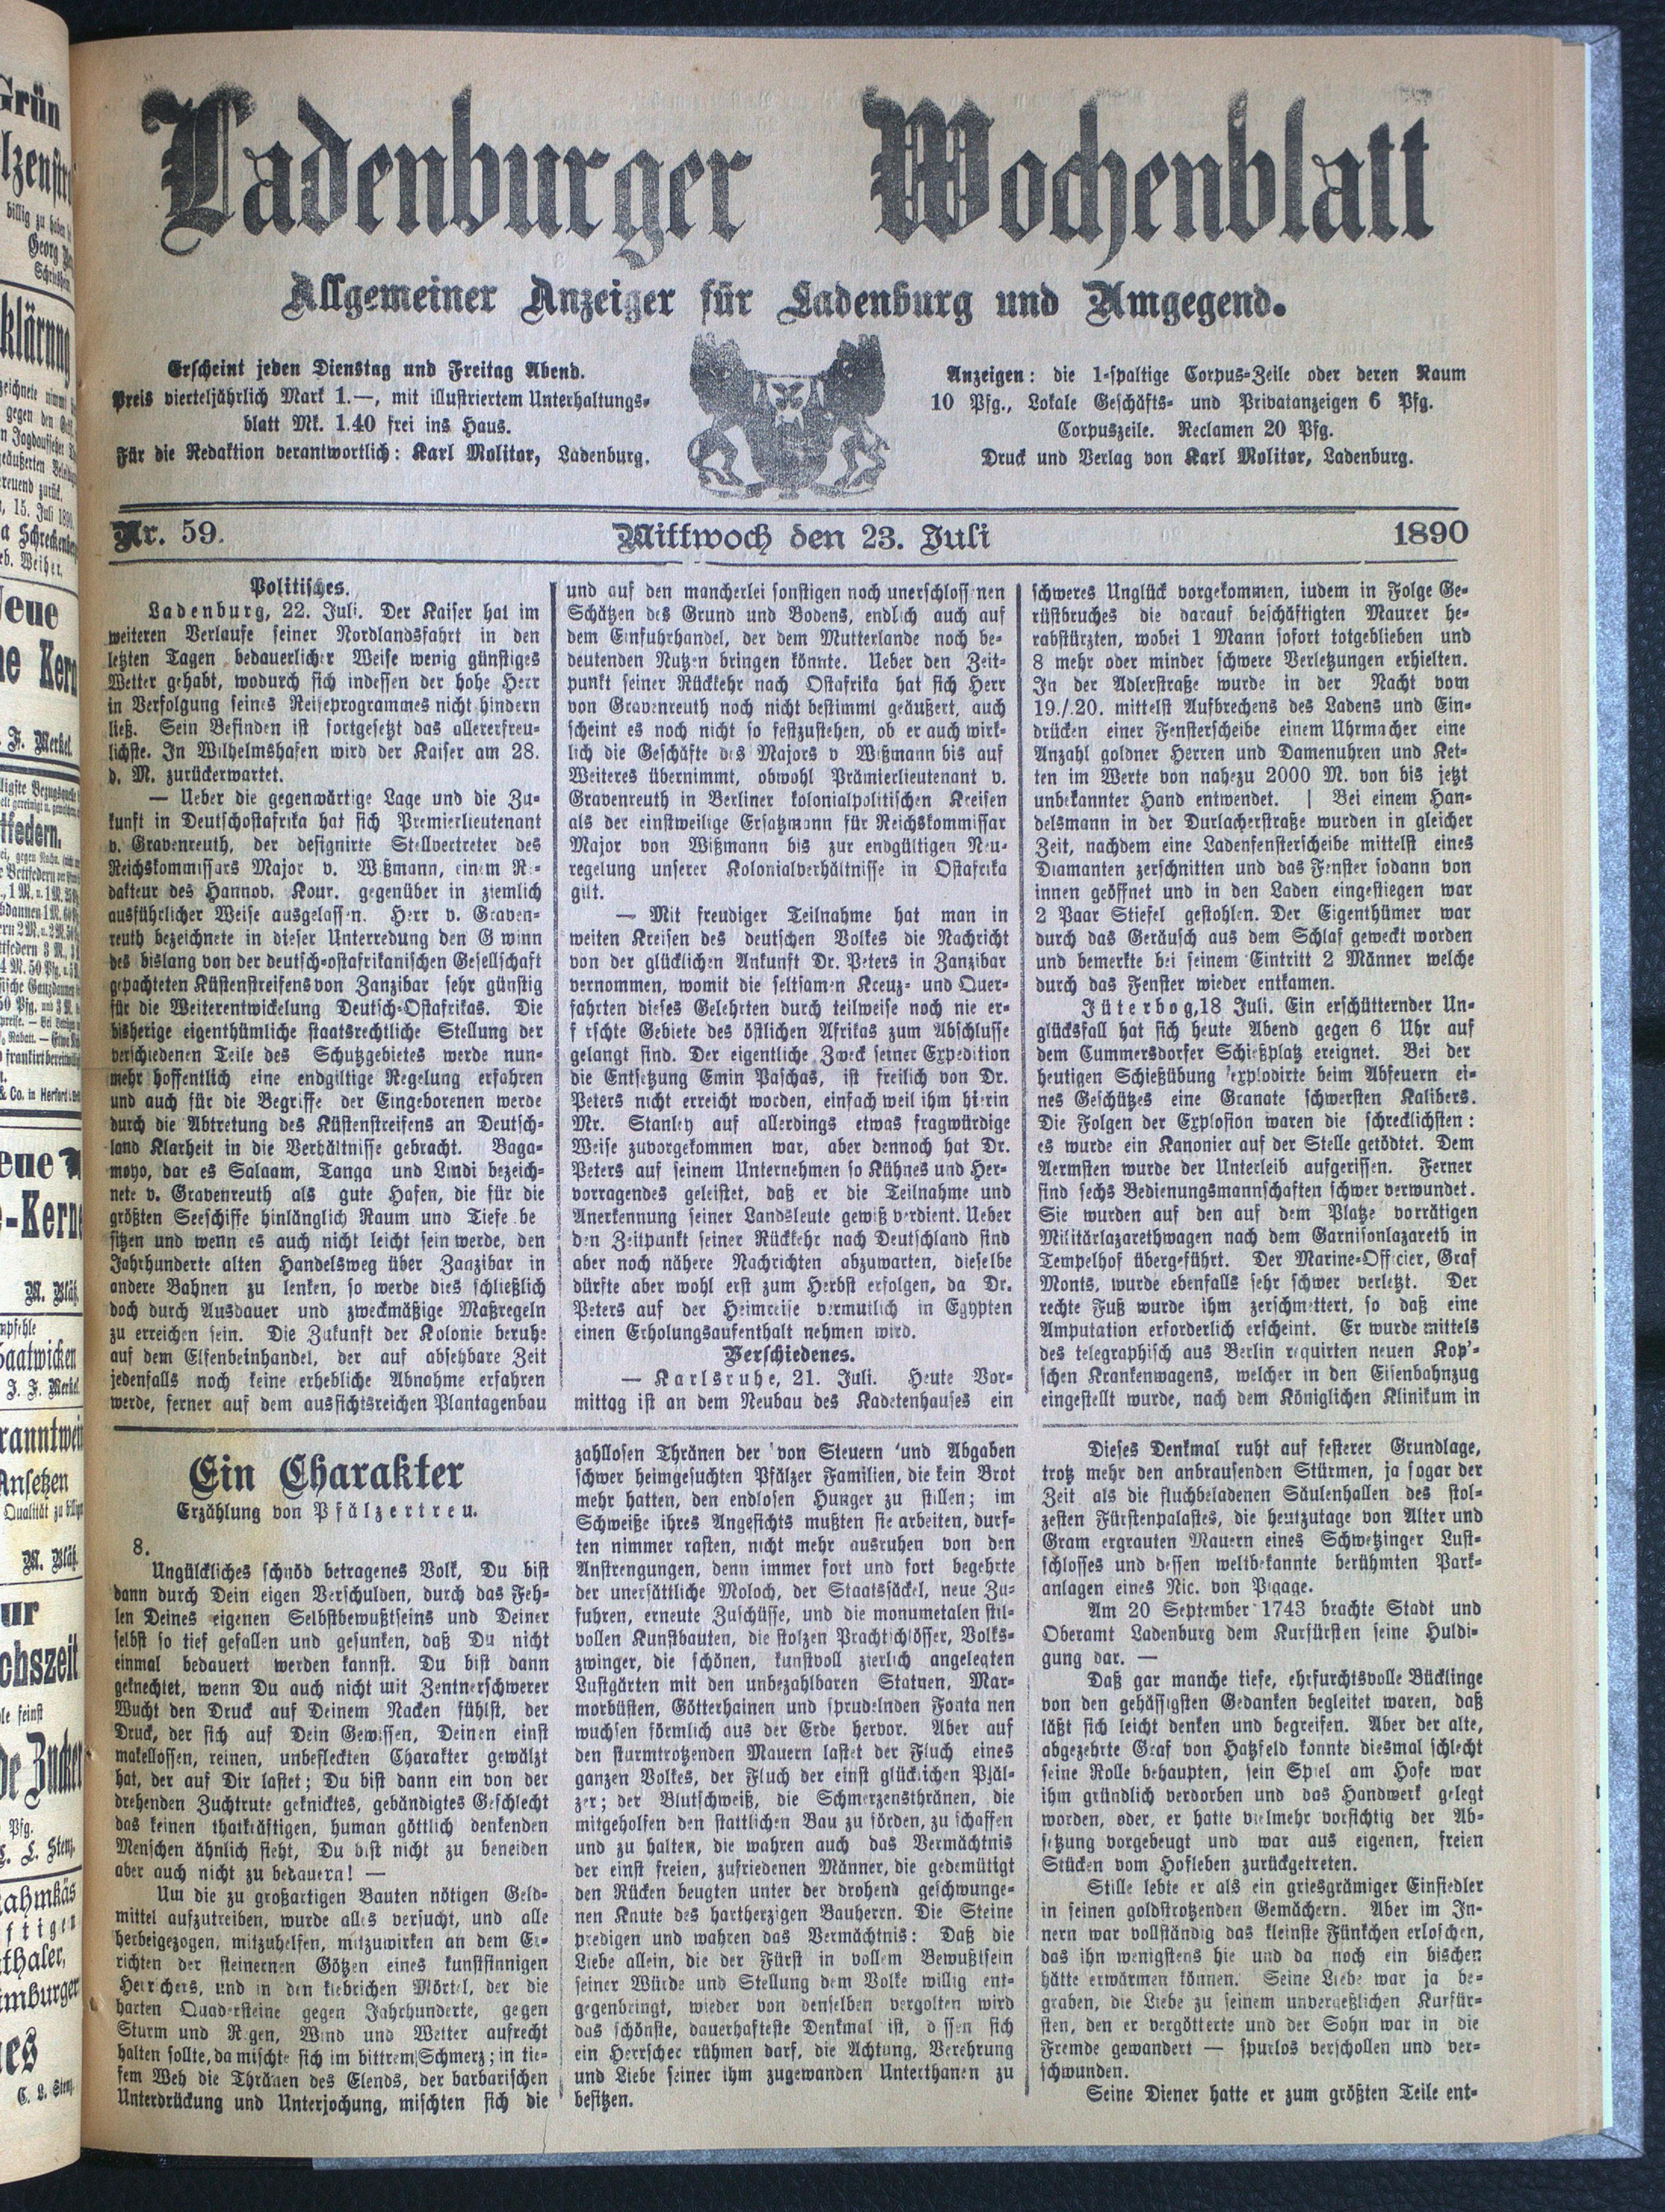 Ladenburger Wochenblatt
Allgemeiner Anzeiger für Ladenburg und Umgegend.
Erscheint jeden Dienstag und Freitag Abend.
Preis vierteljährlich Mark 1.—, mit illustriertem Unterhaltungs-
blatt Mk. 1.40 frei ins Haus.
Für die Redaktion verantwortlich: Karl Molitor, Ladenburg.
Anzeigen: die 1-spaltige Corpus-Zeile oder deren Raum
10 Pfg., Lokale Geschäfts- und Privatanzeigen 6 Pfg.
Corpuszeile. Reclamen 20 Pfg.
Druck und Verlag von Karl Molitor, Ladenburg.
Nr. 59. Mittwoch den 23. Juli 1890
Politisches.
Ladenburg, 22. Juli. Der Kaiser hat im
weiteren Verlaufe seiner Nordlandsfahrt in den
letzten Tagen bedauerlicher Weise wenig günstiges
Wetter gehabt, wodurch sich indessen der hohe Herr
in Verfolgung seines Reiseprogrammes nicht hindern
ließ. Sein Befinden ist fortgesetzt das allererfreu-
lichste. In Wilhelmshafen wird der Kaiser am 28.
d. M. zurückerwartet.
— Ueber die gegenwärtige Lage und die Zu-
kunft in Deutschostafrika hat sich Premierlieutenant
v. Gravenreuth, der designirte Stellvertreter des
Reichskommissars Major v. Wißmann, einem Re-
dakteur des Hannov. Kour. gegenüber in ziemlich
ausführlicher Weise ausgelassen. Herr v. Graven-
reuth bezeichnete in dieser Unterredung den G winn
des bislang von der deutsch-ostafrikanischen Gesellschaft
gepachteten Küstenstreifens von Zanzibar sehr günstig
für die Weiterentwickelung Deutsch-Ostafrikas. Die
bisherige eigenthümliche staatsrechtliche Stellung der
verschiedenen Teile des Schutzgebietes werde nun-
mehr hoffentlich eine endgiltige Regelung erfahren
und auch für die Begriffe der Eingeborenen werde
durch die Abtretung des Küstenstreifens an Deutsch-
land Klarheit in die Verhältnisse gebracht. Baga-
moyo, dar es Salaam, Tanga und Lindi bezeich-
nete v. Gravenreuth als gute Hafen, die für die
größten Seeschiffe hinlänglich Raum und Tiefe be
sitzen und wenn es auch nicht leicht sein werde, den
Jahrhunderte alten Handelsweg über Zanzibar in
andere Bahnen zu lenken, so werde dies schließlich
doch durch Ausdauer und zweckmäßige Maßregeln
zu erreichen sein. Die Zukunft der Kolonie beruhe
auf dem Elfenbeinhandel, der auf absehbare Zeit
jedenfalls noch keine erhebliche Abnahme erfahren
werde, ferner auf dem aussichtsreichen Plantagenbau
und auf den mancherlei sonstigen noch unerschloss nen
Schätzen des Grund und Bodens, endlich auch auf
dem Einfuhrhandel, der dem Mutterlande noch be-
deutenden Nutzen bringen könnte. Ueber den Zeit-
punkt seiner Rückkehr nach Ostafrika hat sich Herr
von Gravenreuth noch nicht bestimmt geäußert, auch
scheint es noch nicht so festzustehen, ob er auch wirk-
lich die Geschäfte des Majors v Wißmann bis auf
Weiteres übernimmt, obwohl Prämierlieutenant v.
Gravenreuth in Berliner kolonialpolitischen Kreisen
als der einstweilige Ersatzmann für Reichskommissar
Major von Wißmann bis zur endgültigen Neu-
regelung unserer Kolonialverhältnisse in Ostafrika
gilt.
— Mit freudiger Teilnahme hat man in
weiten Kreisen des deutschen Volkes die Nachricht
von der glücklichen Ankunft Dr. Peters in Zanzibar
vernommen, womit die seltsamen Kreuz- und Quer-
fahrten dieses Gelehrten durch teilweise noch nie er-
f rschte Gebiete des östlichen Afrikas zum Abschlusse
gelangt sind. Der eigentliche Zweck seiner Expedition
die Entsetzung Emin Paschas, ist freilich von Dr.
Peters nicht erreicht worden, einfach weil ihm hierin
Mr. Stanley auf allerdings etwas fragwürdige
Weise zuvorgekommen war, aber dennoch hat Dr.
Peters auf seinem Unternehmen so Kühnes und Her-
vorragendes geleistet, daß er die Teilnahme und
Anerkennung seiner Landsleute gewiß verdient. Ueber
den Zeitpunkt seiner Rückkehr nach Deutschland sind
aber noch nähere Nachrichten abzuwarten, dieselbe
dürfte aber wohl erst zum Herbst erfolgen, da Dr.
Peters auf der Heimreise vermutlich in Egypten
einen Erholungsaufenthalt nehmen wird.
Verschiedenes.
— Karlsruhe, 21. Juli. Heute Vor-
mittag ist an dem Neubau des Kadetenhauses ein
schweres Unglück vorgekommen, iudem in Folge Ge-
rüstbruches die darauf beschäftigten Maurer he-
rabstürzten, wobei 1 Mann sofort totgeblieben und
8 mehr oder minder schwere Verletzungen erhielten.
In der Adlerstraße wurde in der Nacht vom
19./.20. mittelst Aufbrechens des Ladens und Ein-
drücken einer Fensterscheibe einem Uhrmacher eine
Anzahl goldner Herren und Damenuhren und Ket-
ten im Werte von nahezu 2000 M. von bis jetzt
unbekannter Hand entwendet. | Bei einem Han-
delsmann in der Durlacherstraße wurden in gleicher
Zeit, nachdem eine Ladenfensterscheibe mittelst eines
Diamanten zerschnitten und das Fenster sodann von
innen geöffnet und in den Laden eingestiegen war
2 Paar Stiefel gestohlen. Der Eigenthümer war
durch das Geräusch aus dem Schlaf geweckt worden
und bemerkte bei seinem Eintritt 2 Männer welche
durch das Fenster wieder entkamen.
Jüterbog, 18 Juli. Ein erschütternder Un-
glücksfall hat sich heute Abend gegen 6 Uhr auf
dem Cummersdorfer Schießplatz ereignet. Bei der
heutigen Schießübung explodirte beim Abfeuern ei-
nes Geschützes eine Granate schwersten Kalibers.
Die Folgen der Explosion waren die schrecklichsten:
es wurde ein Kanonier auf der Stelle getödtet. Dem
Aermsten wurde der Unterleib aufgerissen. Ferner
sind sechs Bedienungsmannschaften schwer verwundet.
Sie wurden auf den auf dem Platze vorrätigen
Militärlazarethwagen nach dem Garnisonlazareth in
Tempelhof übergeführt. Der Marine-Officier, Graf
Monts, wurde ebenfalls sehr schwer verletzt. Der
rechte Fuß wurde ihm zerschmettert, so daß eine
Amputation erforderlich erscheint. Er wurde mittels
des telegraphisch aus Berlin requirten neuen Kop'-
schen Krankenwagens, welcher in den Eisenbahnzug
eingestellt wurde, nach dem Königlichen Klinikum in
Ein Charakter
Erzählung von Pfälzertreu.
8.
Ungülckliches schnöd betragenes Volk, Du bist
dann durch Dein eigen Verschulden, durch das Feh-
len Deines eigenen Selbstbewußtseins und Deiner
selbst so tief gefallen und gesunken, daß Du nicht
einmal bedauert werden kannst. Du bist dann
geknechtet, wenn Du auch nicht mit Zentnerschwerer
Wucht den Druck auf Deinem Nacken fühlst, der
Druck, der sich auf Dein Gewissen, Deinen einst
makellossen, reinen, unbefleckten Charakter gewälzt
hat, der auf Dir lastet; Du bist dann ein von der
drehenden Zuchtrute geknicktes, gebändigtes Geschlecht
das keinen thatkräftigen, human göttlich denkenden
Menschen ähnlich sieht, Du bist nicht zu beneiden
aber auch nicht zu bedauern! —
Um die zu großartigen Bauten nötigen Geld-
mittel aufzutreiben, wurde alles versucht, und alle
herbeigezogen, mitzuhelfen, mitzuwirken an dem Er-
richten der steinernen Götzen eines kunstsinnigen
Herrschers, und in den klebrichen Mörtel, der die
harten Quadersteine gegen Jahrhunderte, gegen
Sturm und Regen, Wind und Wetter aufrecht
halten sollte, da mischte sich im bittrem Schmerz; in tie-
fem Weh die Thränen des Elends, der barbarischen
Unterdrückung und Unterjochung, mischten sich die
zahllosen Thränen der von Steuern und Abgaben
schwer heimgesuchten Pfälzer Familien, die kein Brot
mehr hatten, den endlosen Hunger zu stillen; im
Schweiße ihres Angesichts mußten sie arbeiten, durf-
ten nimmer rasten, nicht mehr ausruhen von den
Anstrengungen, denn immer fort und fort begehrte
der unersättliche Moloch, der Staatssäckel, neue Zu-
fuhren, erneute Zuschüsse, und die monumetalen stil-
vollen Kunstbauten, die stolzen Prachtschlösser, Volks-
zwinger, die schönen, kunstvoll zierlich angelegten
Lustgärten mit den unbezahlbaren Statuen, Mar-
morbüsten, Götterhainen und sprudelnden Fonta nen
wuchsen förmlich aus der Erde hervor. Aber auf
den sturmtrotzenden Mauern lastet der Fluch eines
ganzen Volkes, der Fluch der einst glücklichen Pfäl-
zer; der Blutschweiß, die Schmerzensthränen, die
mitgeholfen den stattlichen Bau zu förden, zu schaffen
und zu halten, die wahren auch das Vermächtnis
der einst freien, zufriedenen Männer, die gedemütigt
den Rücken beugten unter der drohend geschwunge-
nen Knute des hartherzigen Bauherrn. Die Steine
predigen und wahren das Vermächtnis: Daß die
Liebe allein, die der Fürst in vollem Bewußtsein
seiner Würde und Stellung dem Volke willig ent-
gegenbringt, wieder von denselben vergolten wird
das schönste, dauerhafteste Denkmal ist, d ssen sich
ein Herrscher rühmen darf, die Achtung, Verehrung
und Liebe seiner ihm zugewanden Unterthanen zu
besitzen.
Dieses Denkmal ruht auf festerer Grundlage,
trotz mehr den anbrausenden Stürmen, ja sogar der
Zeit als die fluchbeladenen Säulenhallen des stol-
zesten Fürstenpalastes, die heutzutage von Alter und
Gram ergrauten Mauern eines Schwetzinger Lust-
schlosses und dessen weltbekannte berühmten Park-
anlagen eines Nic. von Pigage.
Am 20 September 1743 brachte Stadt und
Oberamt Ladenburg dem Kurfürsten seine Huldi-
gung dar. —
Daß gar manche tiefe, ehrfurchtsvolle Bücklinge
von den gehässigsten Gedanken begleitet waren, daß
läßt sich leicht denken und begreifen. Aber der alte,
abgezehrte Graf von Hatzfeld konnte diesmal schlecht
seine Rolle behaupten, sein Spiel am Hofe war
ihm gründlich verdorben und das Handwerk gelegt
worden, oder, er hatte vielmehr vorsichtig der Ab-
setzung vorgebeugt und war aus eigenen, freien
Stücken vom Hofleben zurückgetreten.
Stille lebte er als ein griesgrämiger Einsiedler
in seinen goldstrotzenden Gemächern. Aber im In-
nern war vollständig das kleinste Fünkchen erloschen,
das ihn wenigstens hie und da noch ein bischen
hätte erwärmen können. Seine Liebe war ja be-
graben, die Liebe zu seinem unvergeßlichen Kurfür-
sten, den er vergötterte und der Sohn war in die
Fremde gewandert — spurlos verschollen und ver-
schwunden.
Seine Diener hatte er zum größten Teile ent-